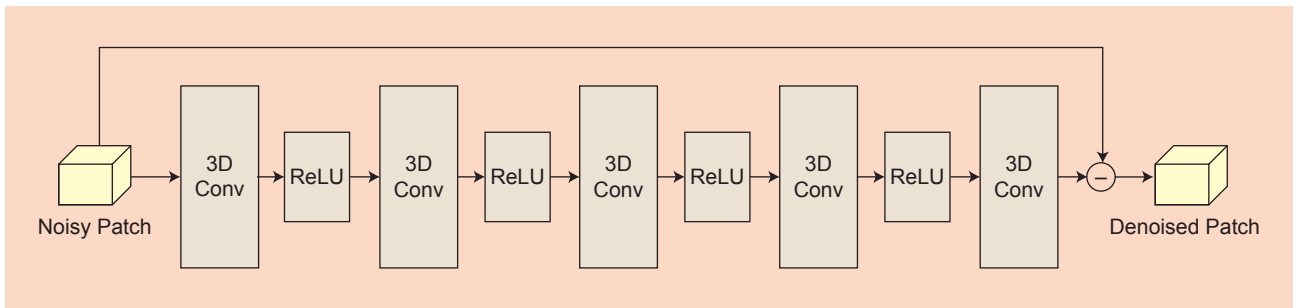 Noisy Patch
3D
Conv
ReLU
3D
Conv
ReLU
3D
Conv
ReLU
3D
Conv
ReLU
3D
Conv
−
Denoised Patch